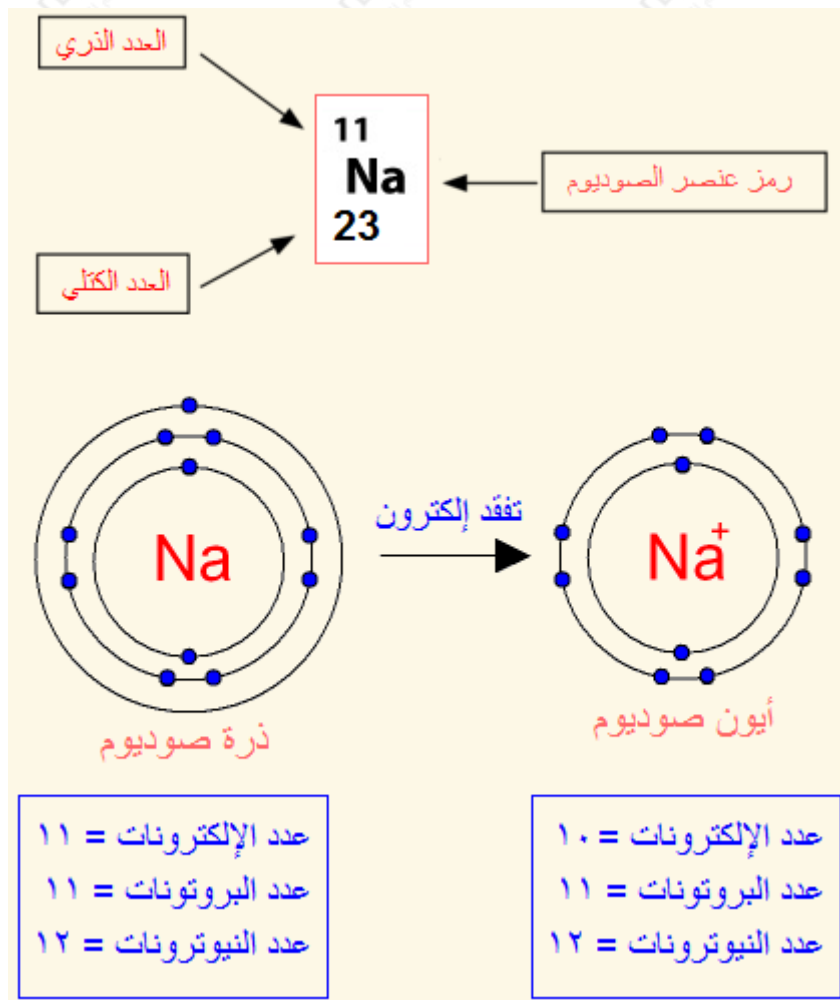 العدد الذري
11
Na
23
رمز عنصر الصوديوم
العدد الكتلي
Na
تفقد إلكترون
Na+
ذرة صوديوم
أيون صوديوم
عدد الإلكترونات = ١١
عدد البروتونات = ١١
عدد النيوترونات = ١٢
عدد الإلكترونات = ١٠
عدد البروتونات = ١١
عدد النيوترونات = ١٢